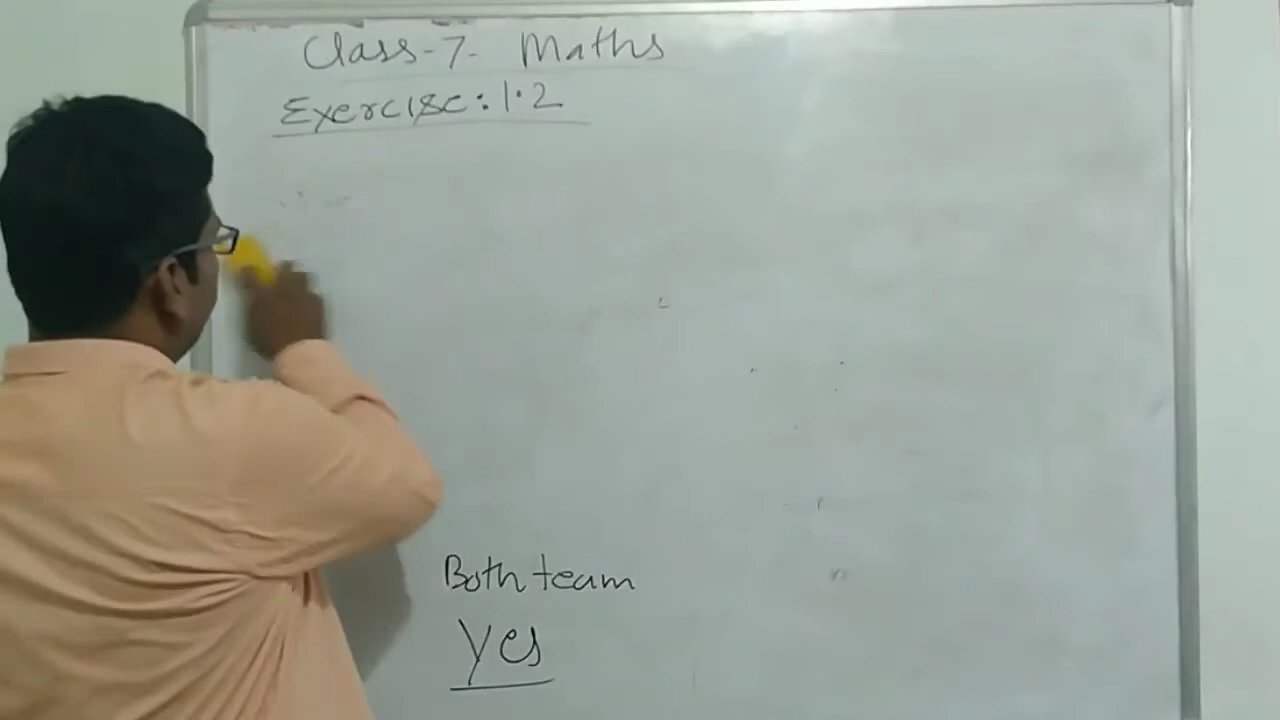 Class-7- Maths
Exercise: 1.2
Both team
Yes